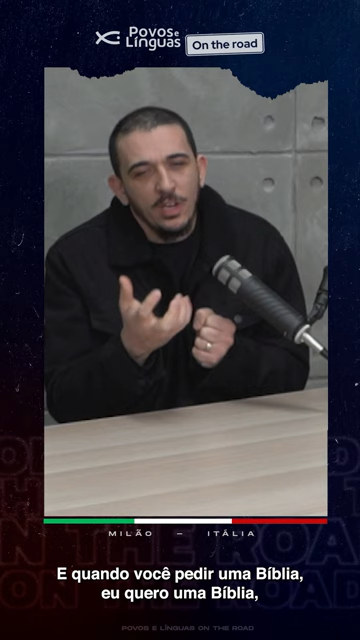 Povos e
Línguas
On the road
MILÃO — ITÁLIA
E quando você pedir uma Bíblia,
eu quero uma Bíblia,
POVOS E LÍNGUAS ON THE ROAD